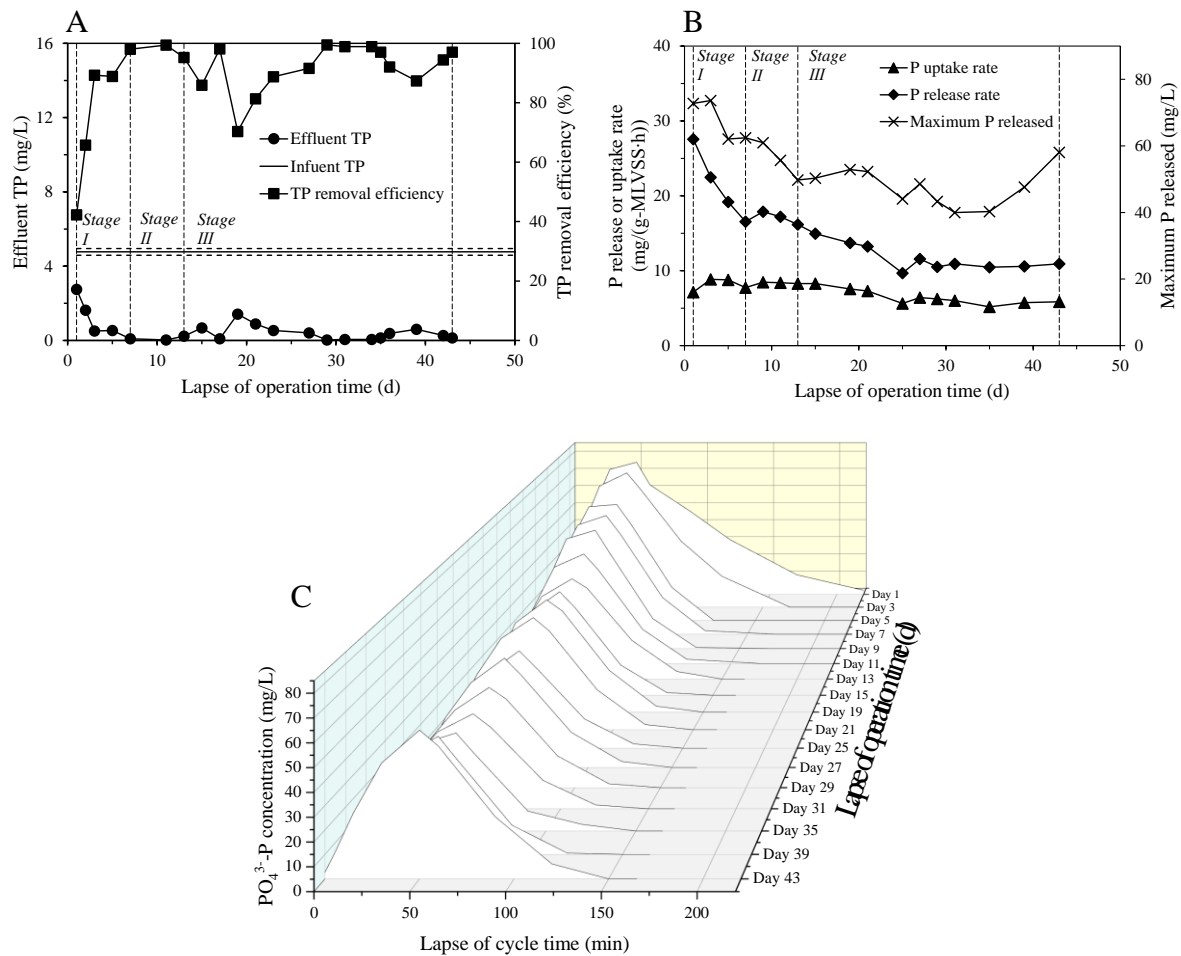 A
16
12
8
4
0
Effluent TP (mg/L)
100
80
60
40
20
0
TP removal efficiency (%)
Effluent TP
Infuent TP
TP removal efficiency
Stage
I
Stage
II
Stage
III
0 10 20 30 40 50
Lapse of operation time (d)
B
40
30
20
10
0
P release or uptake rate
(mg/(g-MLVSS·h))
80
60
40
20
0
Maximum P released (mg/L)
Stage
I
Stage
II
Stage
III
P uptake rate
P release rate
Maximum P released
0 10 20 30 40 50
Lapse of operation time (d)
C
80
70
60
50
40
30
20
10
0
PO₄³⁻-P concentration (mg/L)
0 50 100 150 200
Lapse of cycle time (min)
Day 1
Day 3
Day 5
Day 7
Day 9
Day 11
Day 13
Day 15
Day 19
Day 21
Day 25
Day 27
Day 29
Day 31
Day 35
Day 39
Day 43
Lapse of operation time (d)